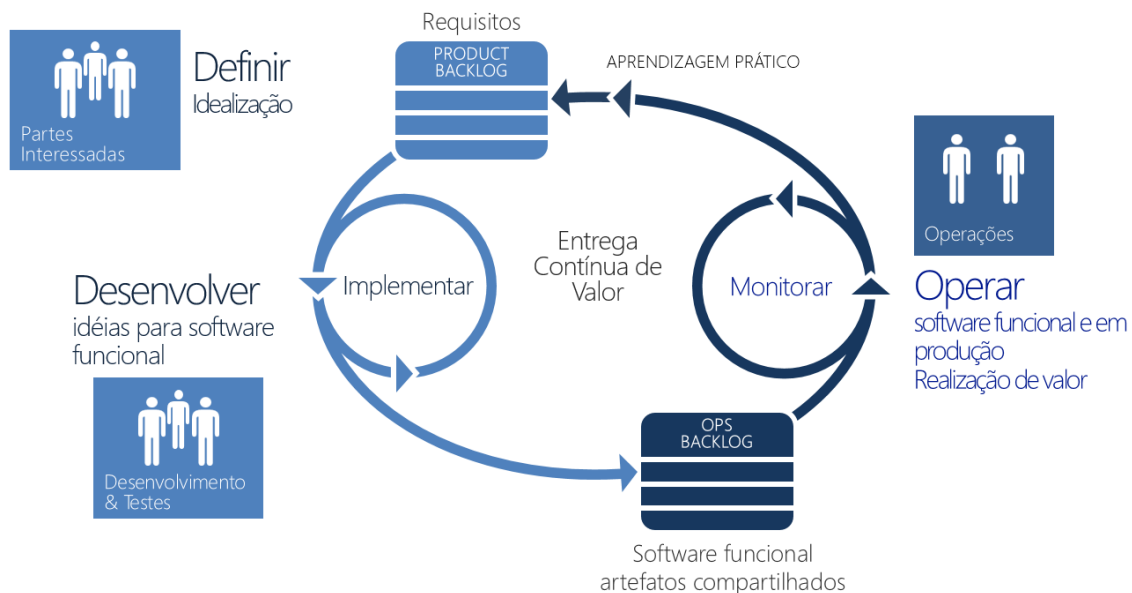 Requisitos
PRODUCT
BACKLOG
APRENDIZAGEM PRÁTICO
Definir
Idealização
Partes
Interessadas
Operações
Entrega
Contínua de
Valor
Implementar
Monitorar
Desenvolver
idéias para software
funcional
Operar
software funcional e em
produção
Realização de valor
Desenvolvimento
& Testes
OPS
BACKLOG
Software funcional
artefatos compartilhados